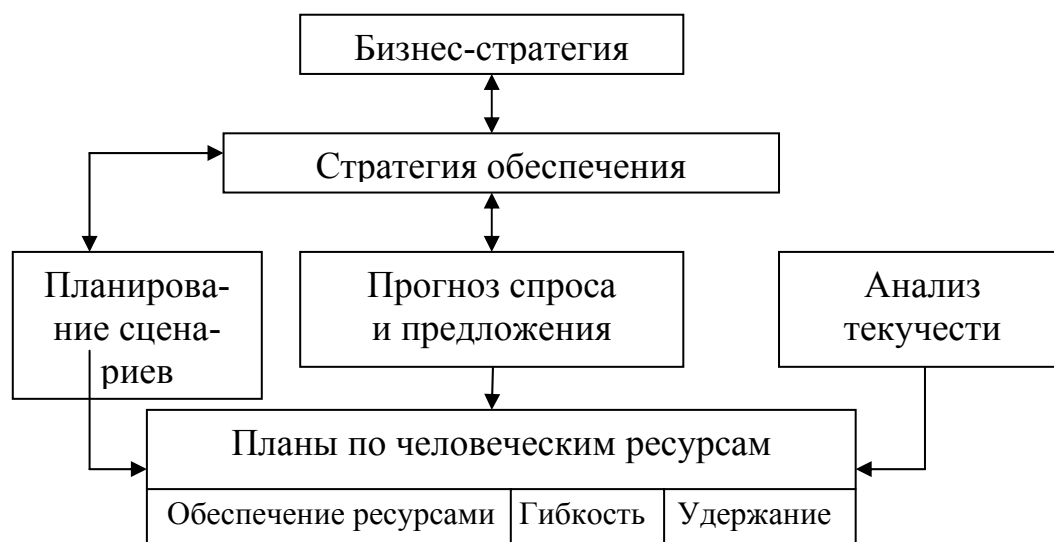 Бизнес-стратегия
Стратегия обеспечения
Планирова-
ние сцена-
риев
Прогноз спроса
и предложения
Анализ
текучести
Планы по человеческим ресурсам
Обеспечение ресурсами
Гибкость
Удержание